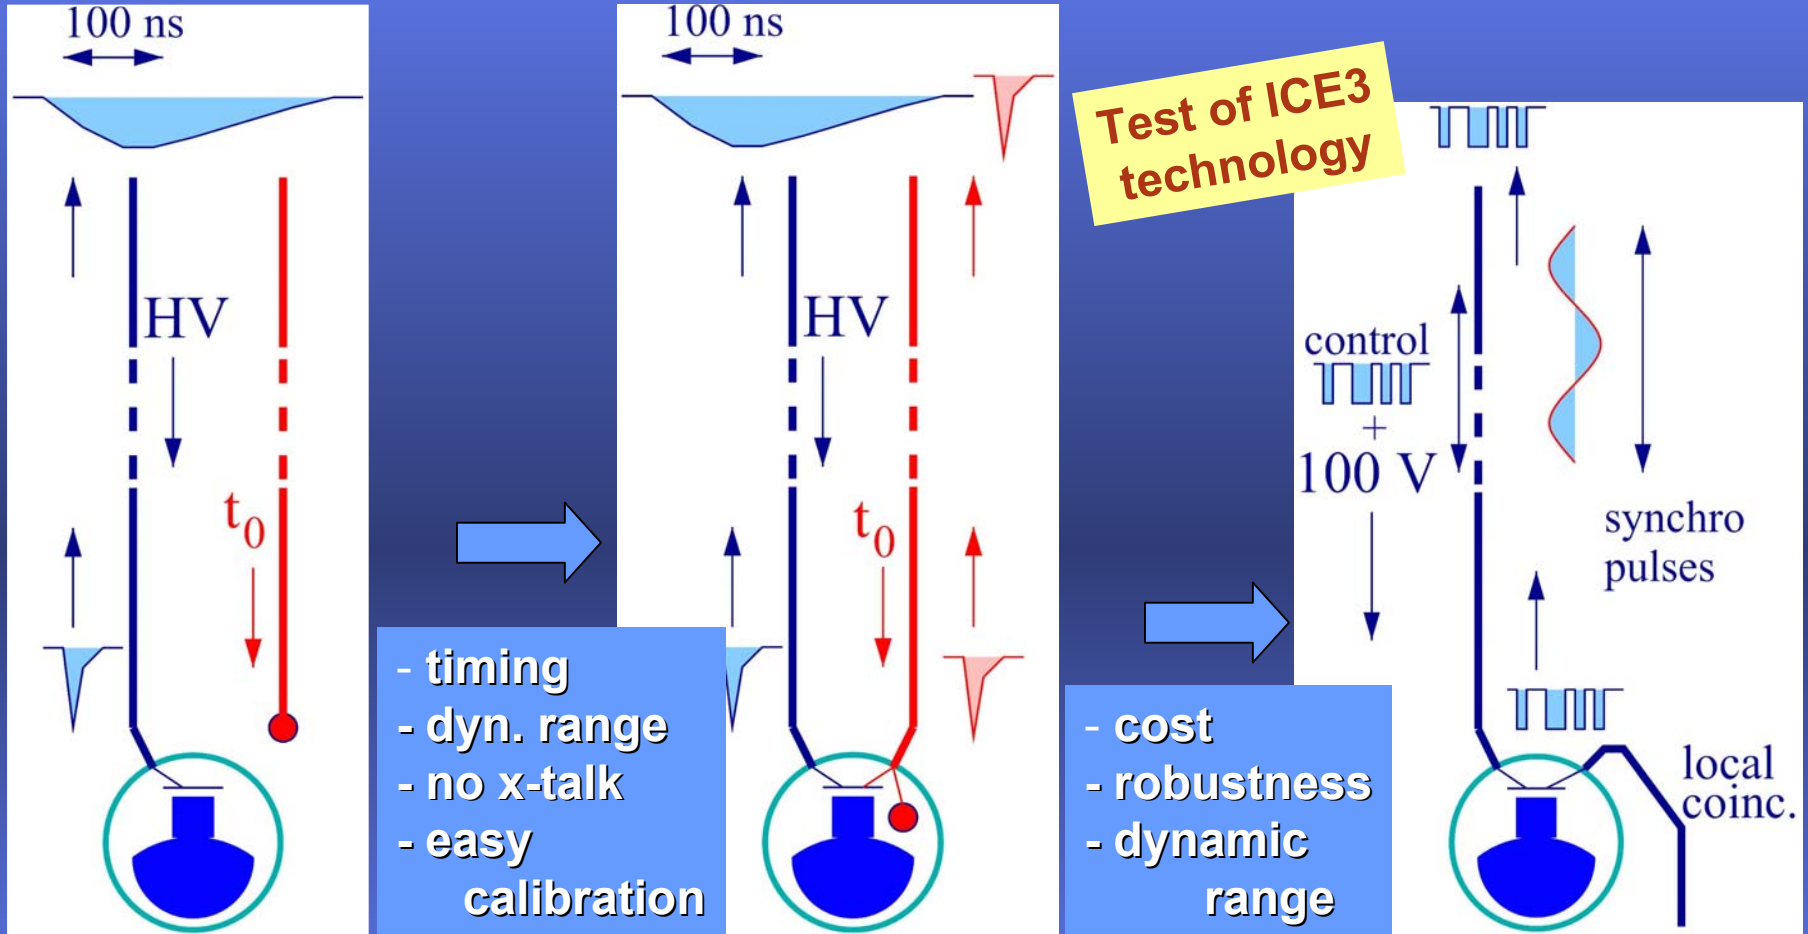 100 ns
HV
t0
- timing
- dyn. range
- no x-talk
- easy
calibration
100 ns
HV
t0
Test of ICE3
technology
- cost
- robustness
- dynamic
range
control
+
100 V
synchro
pulses
local
coinc.